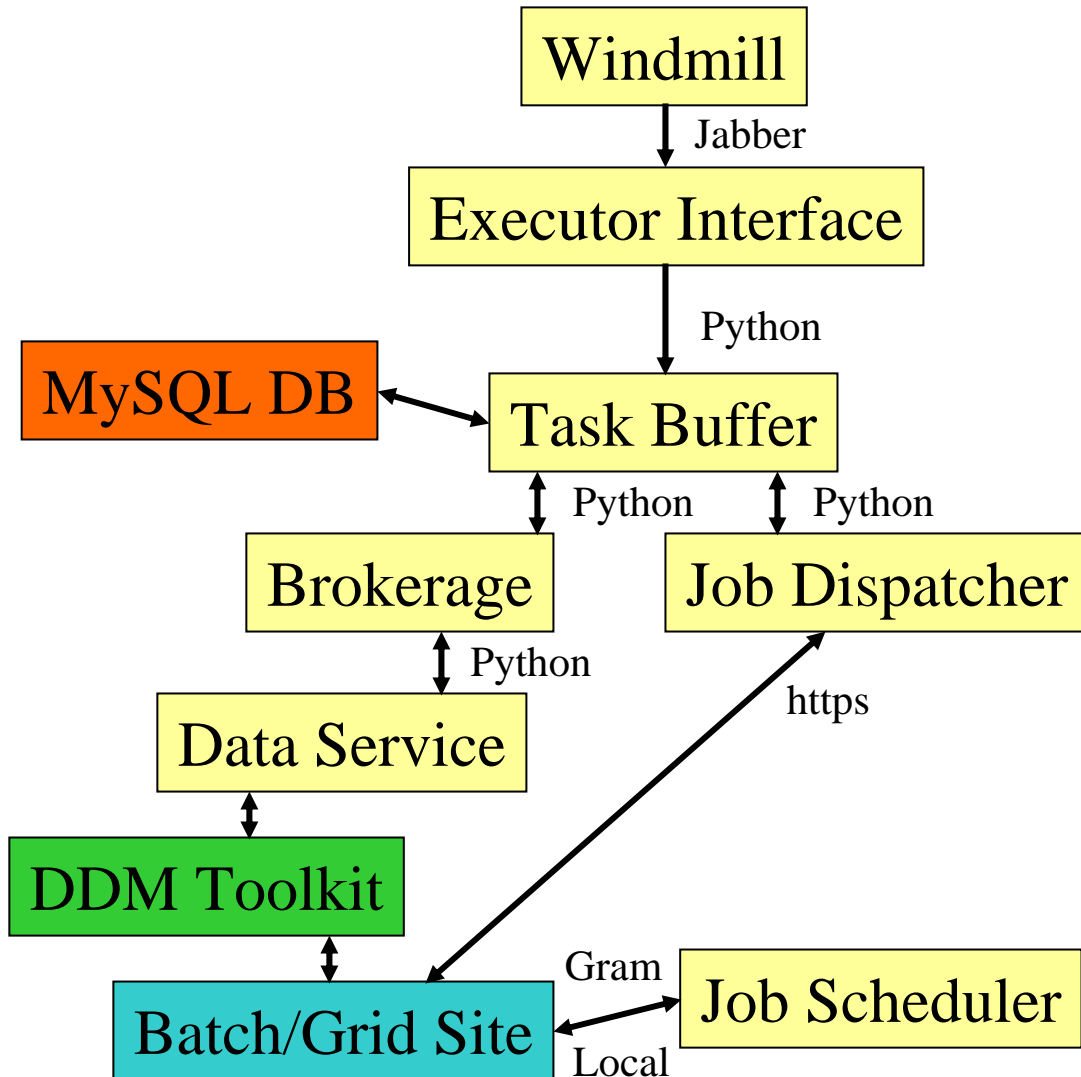 Windmill
Jabber
Executor Interface
Python
MySQL DB
Task Buffer
Python
Python
Brokerage
Job Dispatcher
Python
https
Data Service
DDM Toolkit
Gram
Job Scheduler
Batch/Grid Site
Local